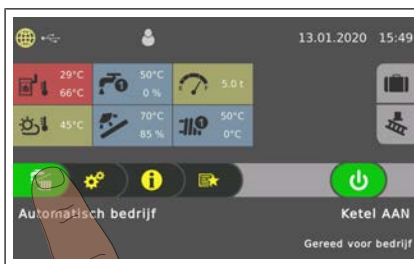 13.01.2020 15:49
29°C
66°C
50°C
0 %
5.0 t
45°C
70°C
85 %
50°C
0°C
Automatisch bedrijf
Ketel AAN
Gereed voor bedrijf